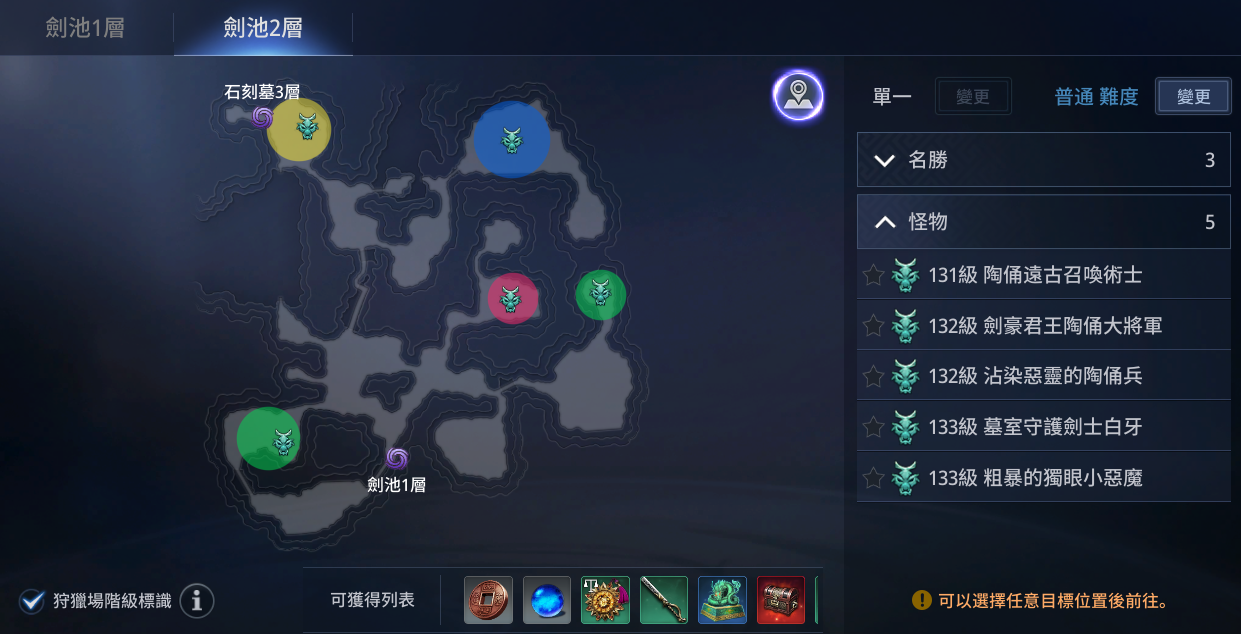 劍池1層
劍池2層
石刻墓3層
劍池1層
單一
變更
普通 難度
變更
名勝 3
怪物 5
131級 陶俑遠古召喚術士
132級 劍豪君王陶俑大將軍
132級 沾染惡靈的陶俑兵
133級 墓室守護劍士白牙
133級 粗暴的獨眼小惡魔
狩獵場階級標識
可獲得列表
可以選擇任意目標位置後前往。